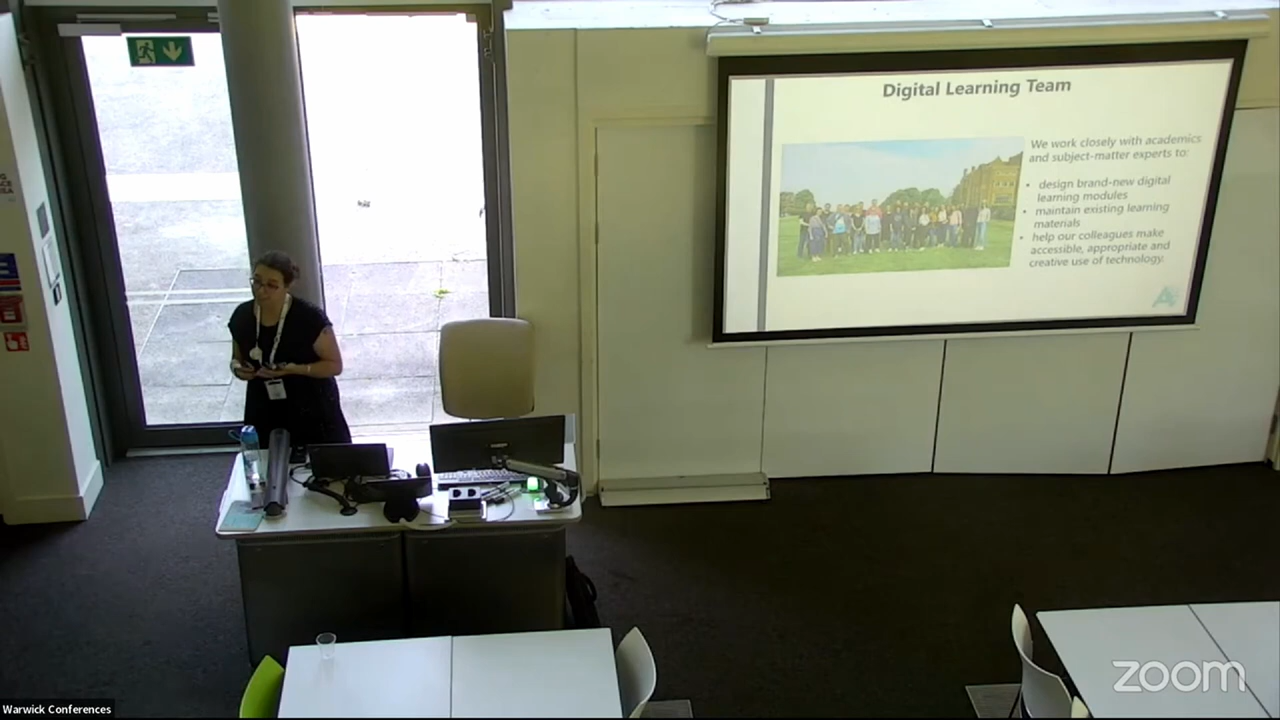 Digital Learning Team
We work closely with academics
and subject-matter experts to:
• design brand-new digital
learning modules
• maintain existing learning
materials
• help our colleagues make
accessible, appropriate and
creative use of technology.
zoom
Warwick Conferences